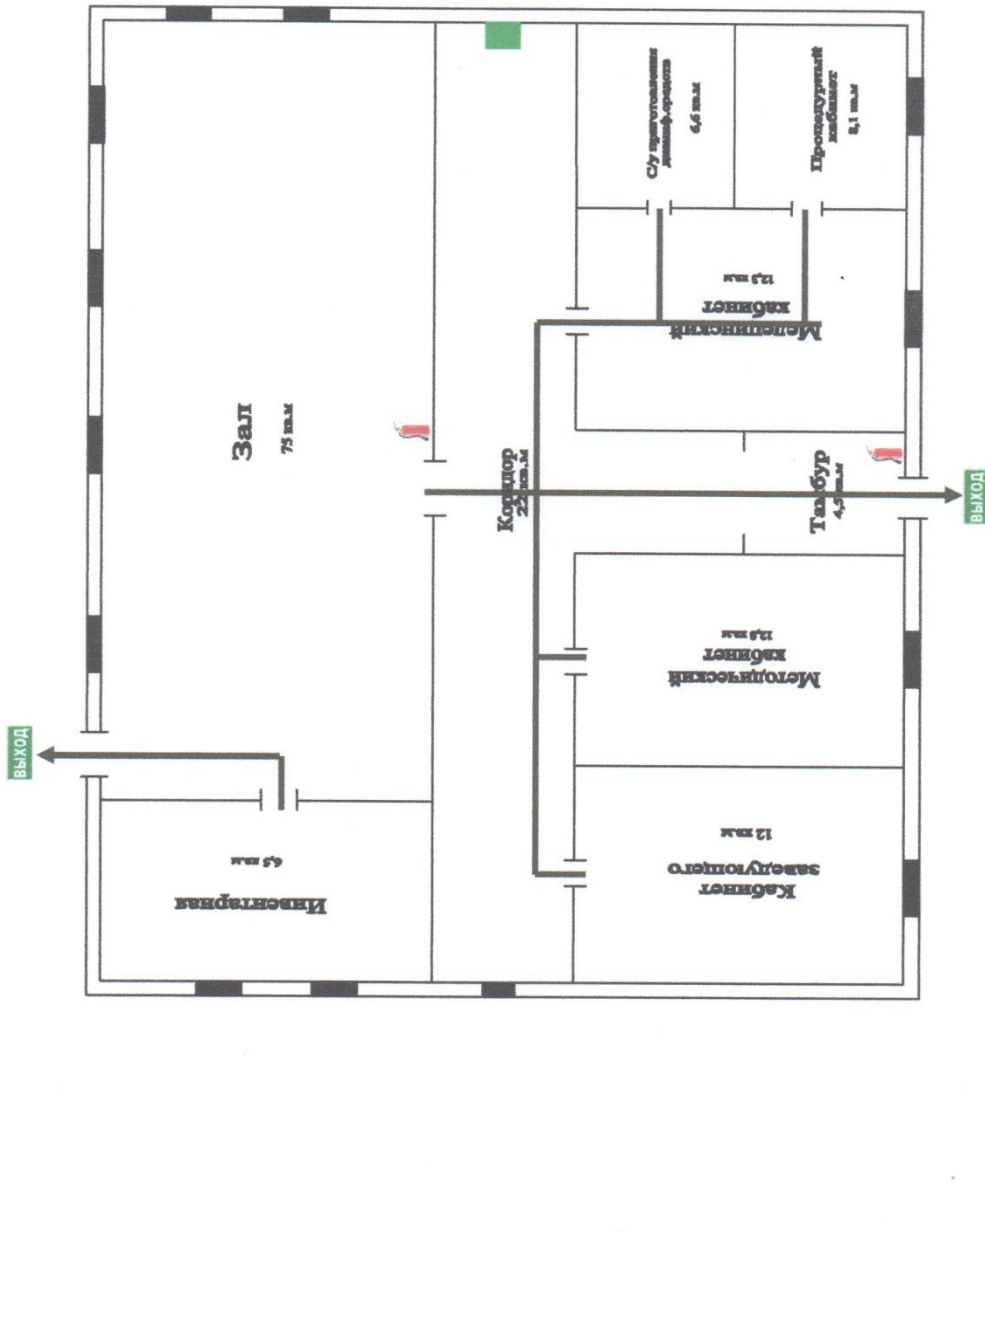 С/у приготовления
дезинф.средств
6,6 кв.м
Процедурный
кабинет
8,1 кв.м
Медецинский
кабинет
12,3 кв.м
Зал
75 кв.м
Коридор
22 кв.м
Тамбур
4,5 кв.м
ВЫХОД
Методический
кабинет
12,8 кв.м
ВЫХОД
Кабинет
заведующего
12 кв.м
Инвентарная
6,5 кв.м